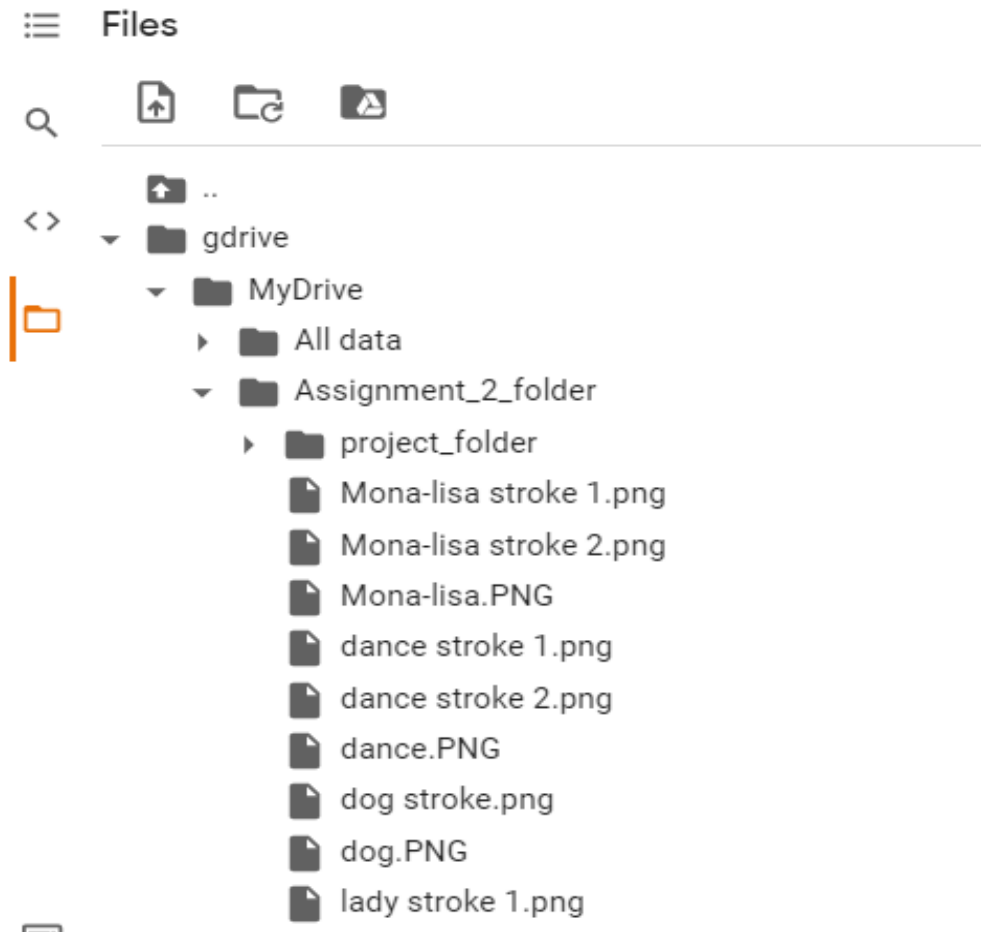 Files
..
gdrive
MyDrive
All data
Assignment_2_folder
project_folder
Mona-lisa stroke 1.png
Mona-lisa stroke 2.png
Mona-lisa.PNG
dance stroke 1.png
dance stroke 2.png
dance.PNG
dog stroke.png
dog.PNG
lady stroke 1.png